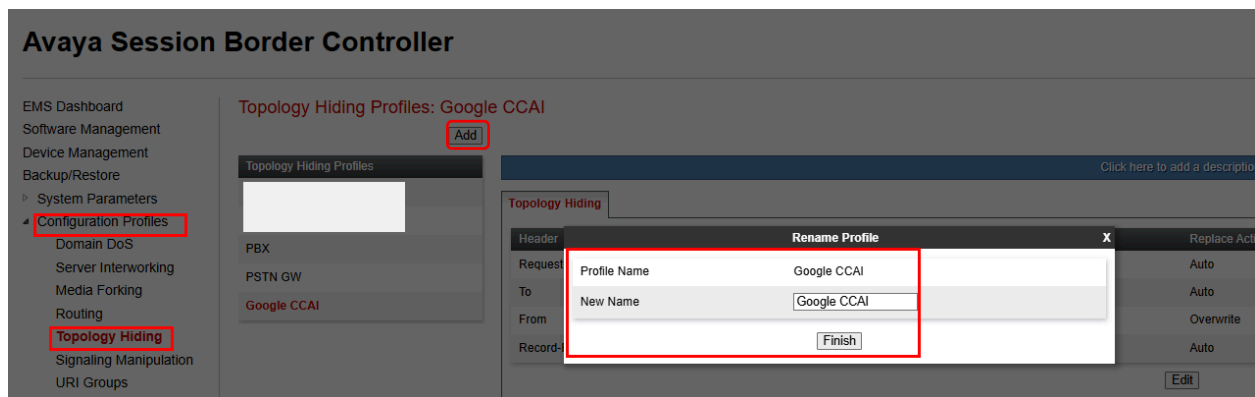 Avaya Session Border Controller
EMS Dashboard
Software Management
Device Management
Backup/Restore
System Parameters
Configuration Profiles
Domain DoS
Server Interworking
Media Forking
Routing
Topology Hiding
Signaling Manipulation
URI Groups
Topology Hiding Profiles: Google CCAI
Add
Topology Hiding Profiles
PBX
PSTN GW
Google CCAI
Click here to add a descriptio
Topology Hiding
Header Replace Acti
Request Auto
To Auto
From Overwrite
Record- Auto
Edit
Rename Profile X
Profile Name Google CCAI
New Name Google CCAI
Finish